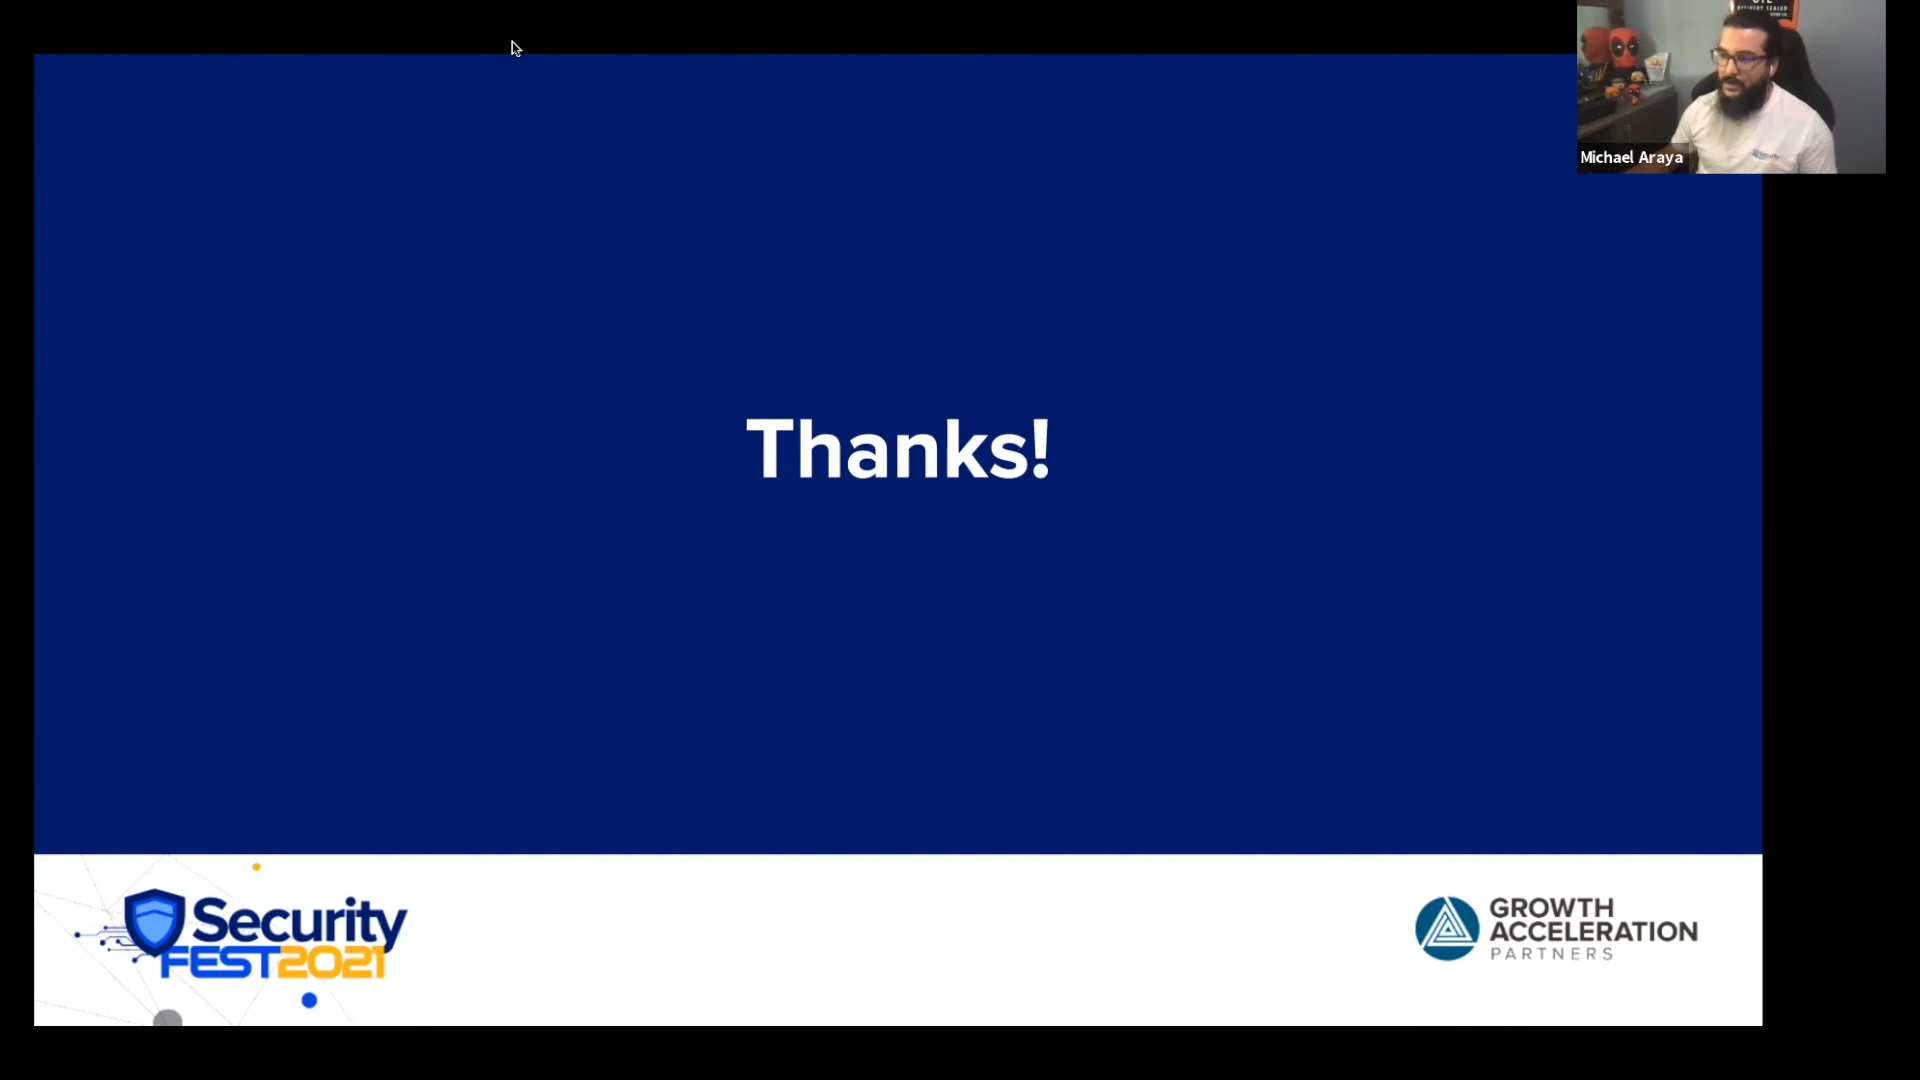 Michael Araya
Thanks!
Security
FEST2021
GROWTH
ACCELERATION
PARTNERS